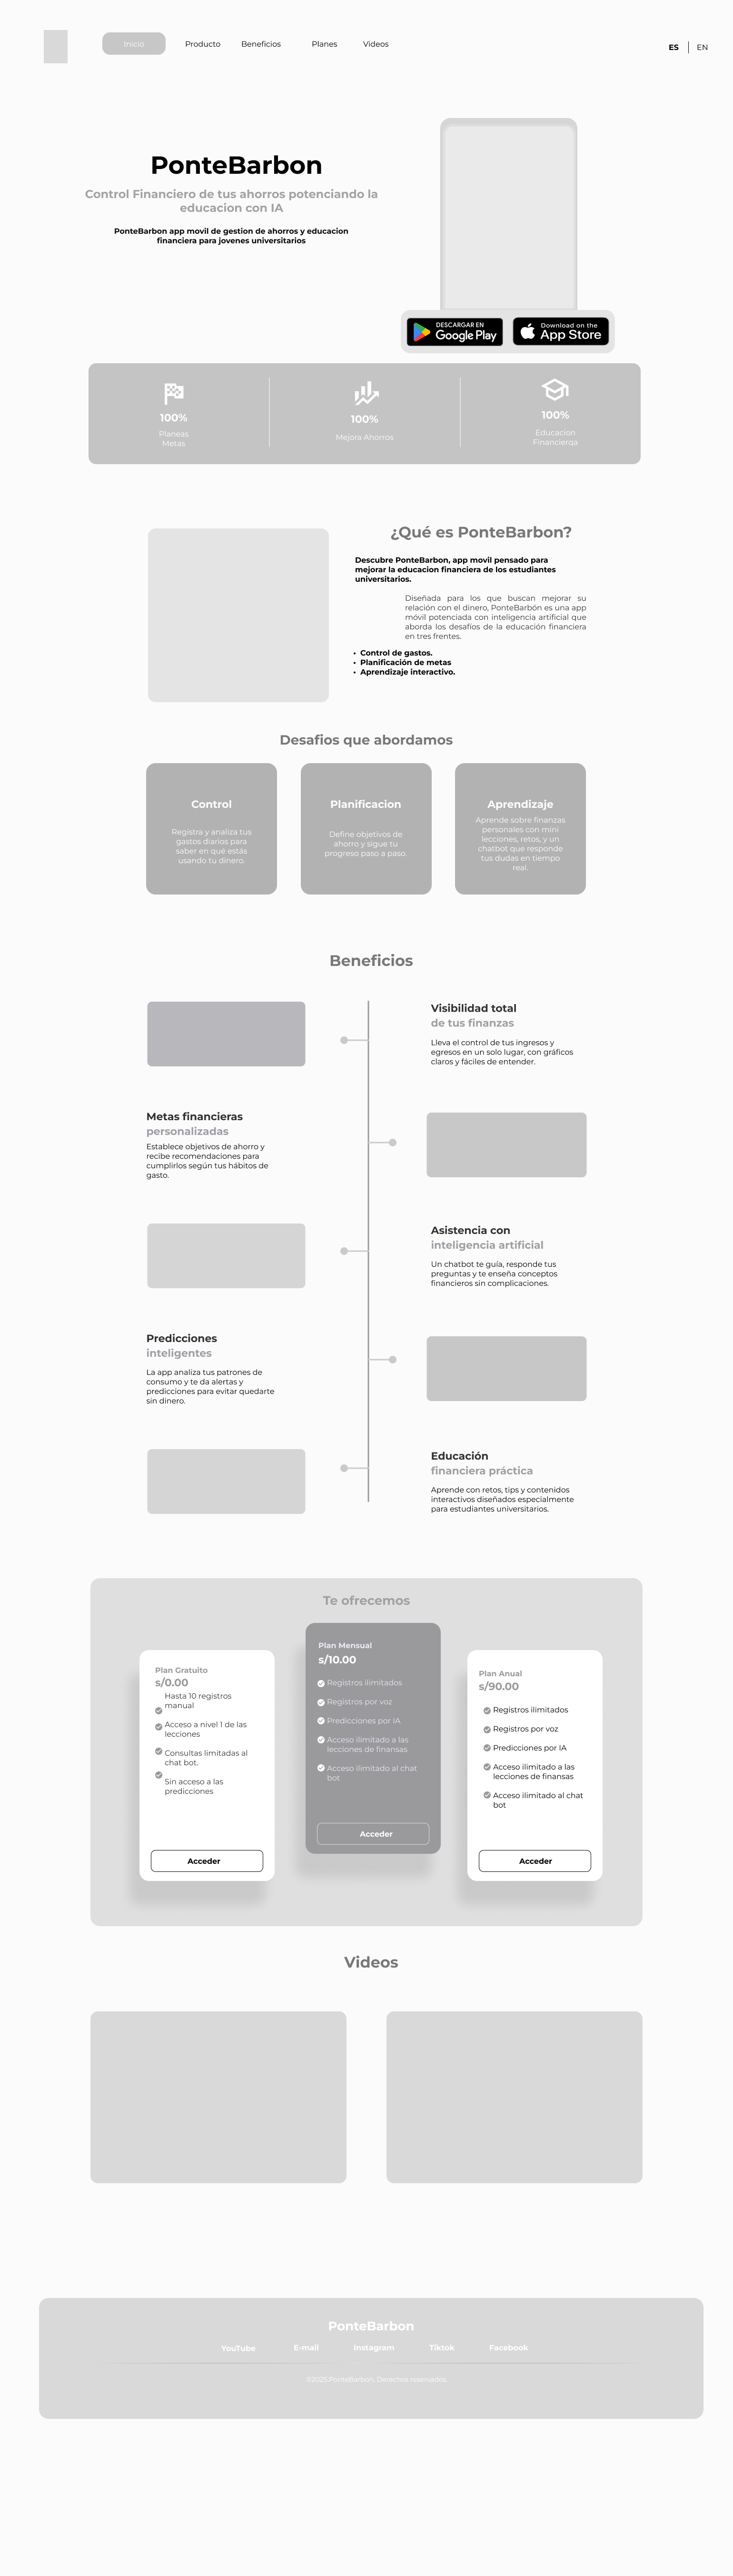 Inicio
Producto
Beneficios
Planes
Videos
ES
EN
PonteBarbon
Control Financiero de tus ahorros potenciando la
educacion con IA
PonteBarbon app movil de gestion de ahorros y educacion
financiera para jovenes universitarios
DESCARGAR EN
Google Play
Download on the
App Store
100%
Planeas
Metas
100%
Mejora Ahorros
100%
Educacion
Financierqa
¿Qué es PonteBarbon?
Descubre PonteBarbon, app movil pensado para
mejorar la educacion financiera de los estudiantes
universitarios.
Diseñada para los que buscan mejorar su
relación con el dinero, PonteBarbón es una app
móvil potenciada con inteligencia artificial que
aborda los desafíos de la educación financiera
en tres frentes.
• Control de gastos.
• Planificación de metas
• Aprendizaje interactivo.
Desafios que abordamos
Control
Registra y analiza tus
gastos diarios para
saber en qué estás
usando tu dinero.
Planificacion
Define objetivos de
ahorro y sigue tu
progreso paso a paso.
Aprendizaje
Aprende sobre finanzas
personales con mini
lecciones, retos, y un
chatbot que responde
tus dudas en tiempo
real.
Beneficios
Visibilidad total
de tus finanzas
Lleva el control de tus ingresos y
egresos en un solo lugar, con gráficos
claros y fáciles de entender.
Metas financieras
personalizadas
Establece objetivos de ahorro y
recibe recomendaciones para
cumplirlos según tus hábitos de
gasto.
Asistencia con
inteligencia artificial
Un chatbot te guía, responde tus
preguntas y te enseña conceptos
financieros sin complicaciones.
Predicciones
inteligentes
La app analiza tus patrones de
consumo y te da alertas y
predicciones para evitar quedarte
sin dinero.
Educación
financiera práctica
Aprende con retos, tips y contenidos
interactivos diseñados especialmente
para estudiantes universitarios.
Te ofrecemos
Plan Gratuito
s/0.00
Hasta 10 registros
manual
Acceso a nivel 1 de las
lecciones
Consultas limitadas al
chat bot.
Sin acceso a las
predicciones
Acceder
Plan Mensual
s/10.00
Registros ilimitados
Registros por voz
Predicciones por IA
Acceso ilimitado a las
lecciones de finansas
Acceso ilimitado al chat
bot
Acceder
Plan Anual
s/90.00
Registros ilimitados
Registros por voz
Predicciones por IA
Acceso ilimitado a las
lecciones de finansas
Acceso ilimitado al chat
bot
Acceder
Videos
PonteBarbon
YouTube
E-mail
Instagram
Tiktok
Facebook
©2025 PonteBarbon. Derechos reservados.